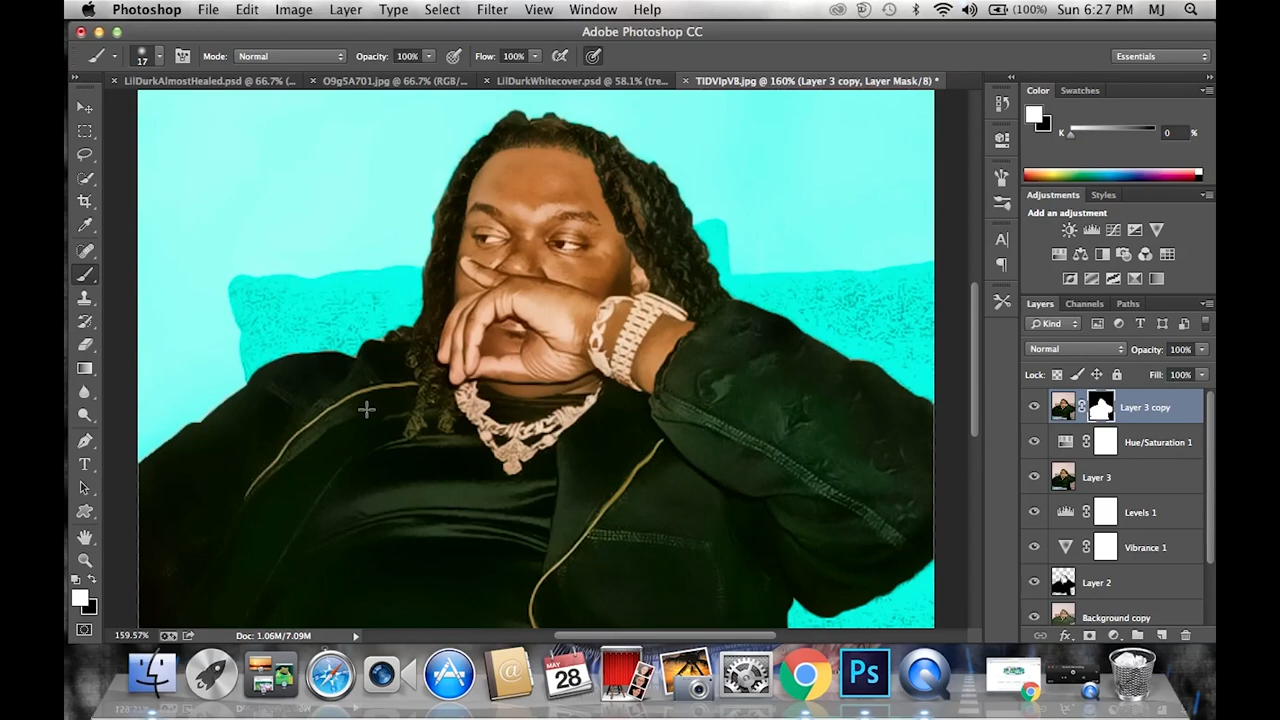 Photoshop File Edit Image Layer Type Select Filter View Window Help (100%) Sun 6:27 PM MJ
Adobe Photoshop CC
17 Mode: Normal Opacity: 100% Flow: 100% Essentials
LilDurkAlmostHealed.psd @ 66.7% (... O9g5A701.jpg @ 66.7% (RGB/... LilDurkWhitecover.psd @ 58.1% (tre... TIDVIpVB.jpg @ 160% (Layer 3 copy, Layer Mask/8) *
Color Swatches
K 0 %
Adjustments Styles
Add an adjustment
Layers Channels Paths
Kind
Normal Opacity: 100%
Lock: Fill: 100%
Layer 3 copy
Hue/Saturation 1
Layer 3
Levels 1
Vibrance 1
Layer 2
Background copy
159.57% Doc: 1.06M/7.09M
MAY
28
Ps